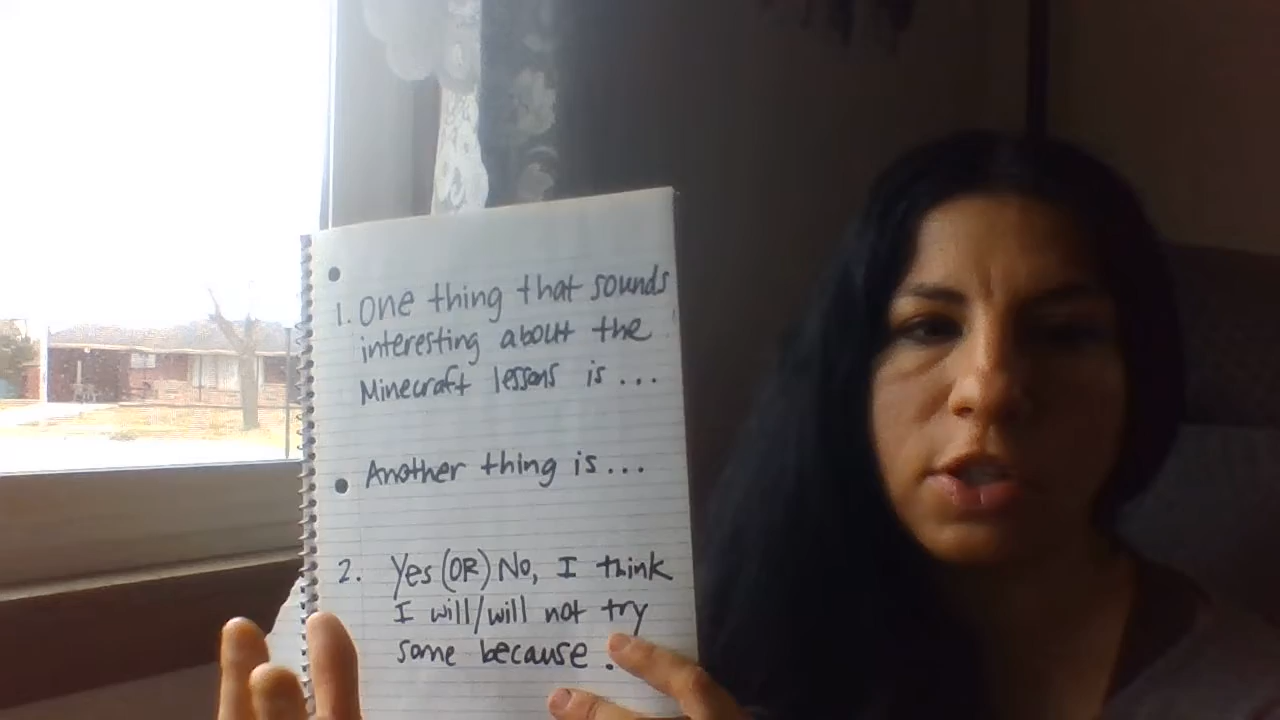 1. One thing that sounds
interesting about the
Minecraft lessons is ...
Another thing is ...
2. Yes (OR) No, I think
I will/will not try
some because .